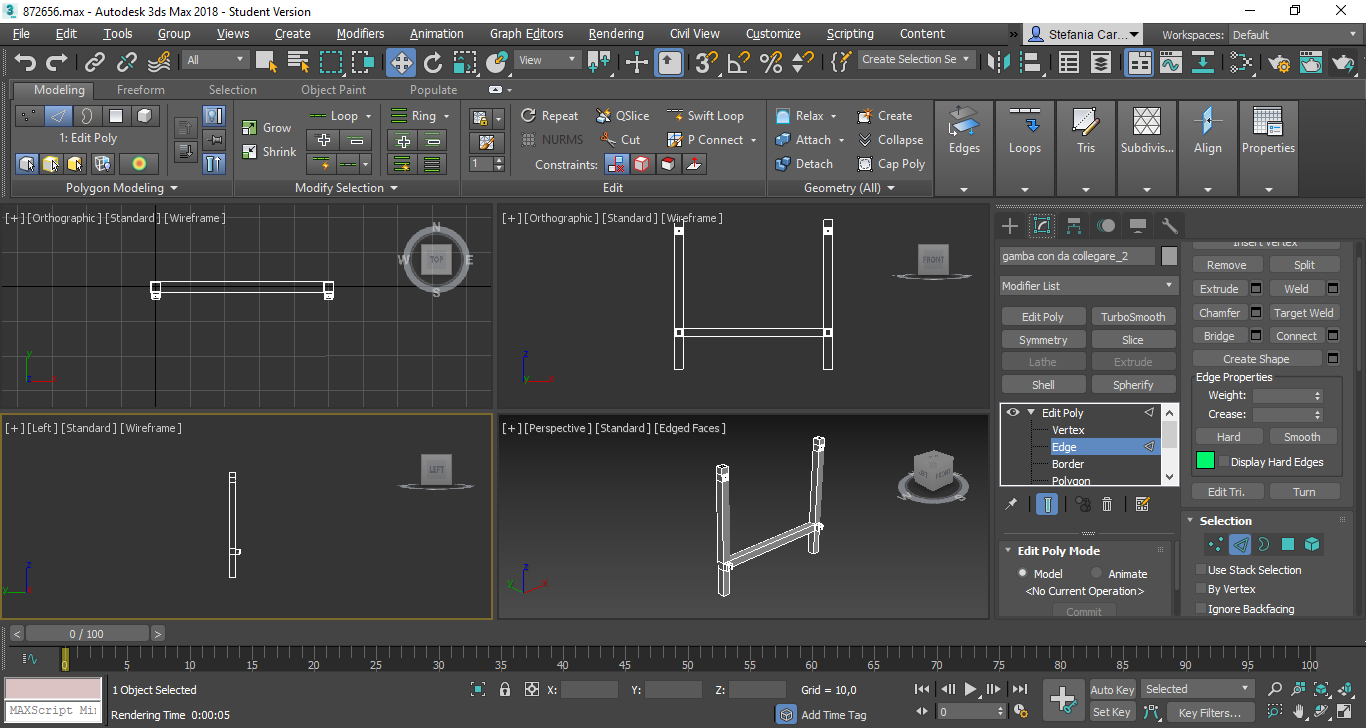 872656.max - Autodesk 3ds Max 2018 - Student Version
File Edit Tools Group Views Create Modifiers Animation Graph Editors Rendering Civil View Customize Scripting Content Stefania Car... Workspaces: Default
All View Create Selection Se
Modeling Freeform Selection Object Paint Populate
Loop Ring Repeat QSlice Swift Loop Relax Create
1: Edit Poly Grow NURMS Cut P Connect Attach Collapse Edges Loops Tris Subdivis... Align Properties
Shrink 1 Constraints: Detach Cap Poly
Polygon Modeling Modify Selection Edit Geometry (All)
[+] [Orthographic] [Standard] [Wireframe]
N
W TOP E
S
y
z x
[+] [Orthographic] [Standard] [Wireframe]
FRONT
z
y x
[+] [Left] [Standard] [Wireframe]
LEFT
z
y
[+] [Perspective] [Standard] [Edged Faces]
FRONT
W S
z
y x
gamba con da collegare_2
Modifier List
Edit Poly TurboSmooth
Symmetry Slice
Lathe Extrude
Shell Spherify
Edit Poly
Vertex
Edge
Border
Polygon
Edit Poly Mode
Model Animate
<No Current Operation>
Commit
Insert Vertex
Remove Split
Extrude Weld
Chamfer Target Weld
Bridge Connect
Create Shape
Edge Properties
Weight:
Crease:
Hard Smooth
Display Hard Edges
Edit Tri. Turn
Selection
Use Stack Selection
By Vertex
Ignore Backfacing
< 0 / 100 >
0 5 10 15 20 25 30 35 40 45 50 55 60 65 70 75 80 85 90 95 100
1 Object Selected X: Y: Z: Grid = 10,0 Auto Key Selected
MAXScript Mi
Rendering Time 0:00:05 Add Time Tag 0 Set Key Key Filters...